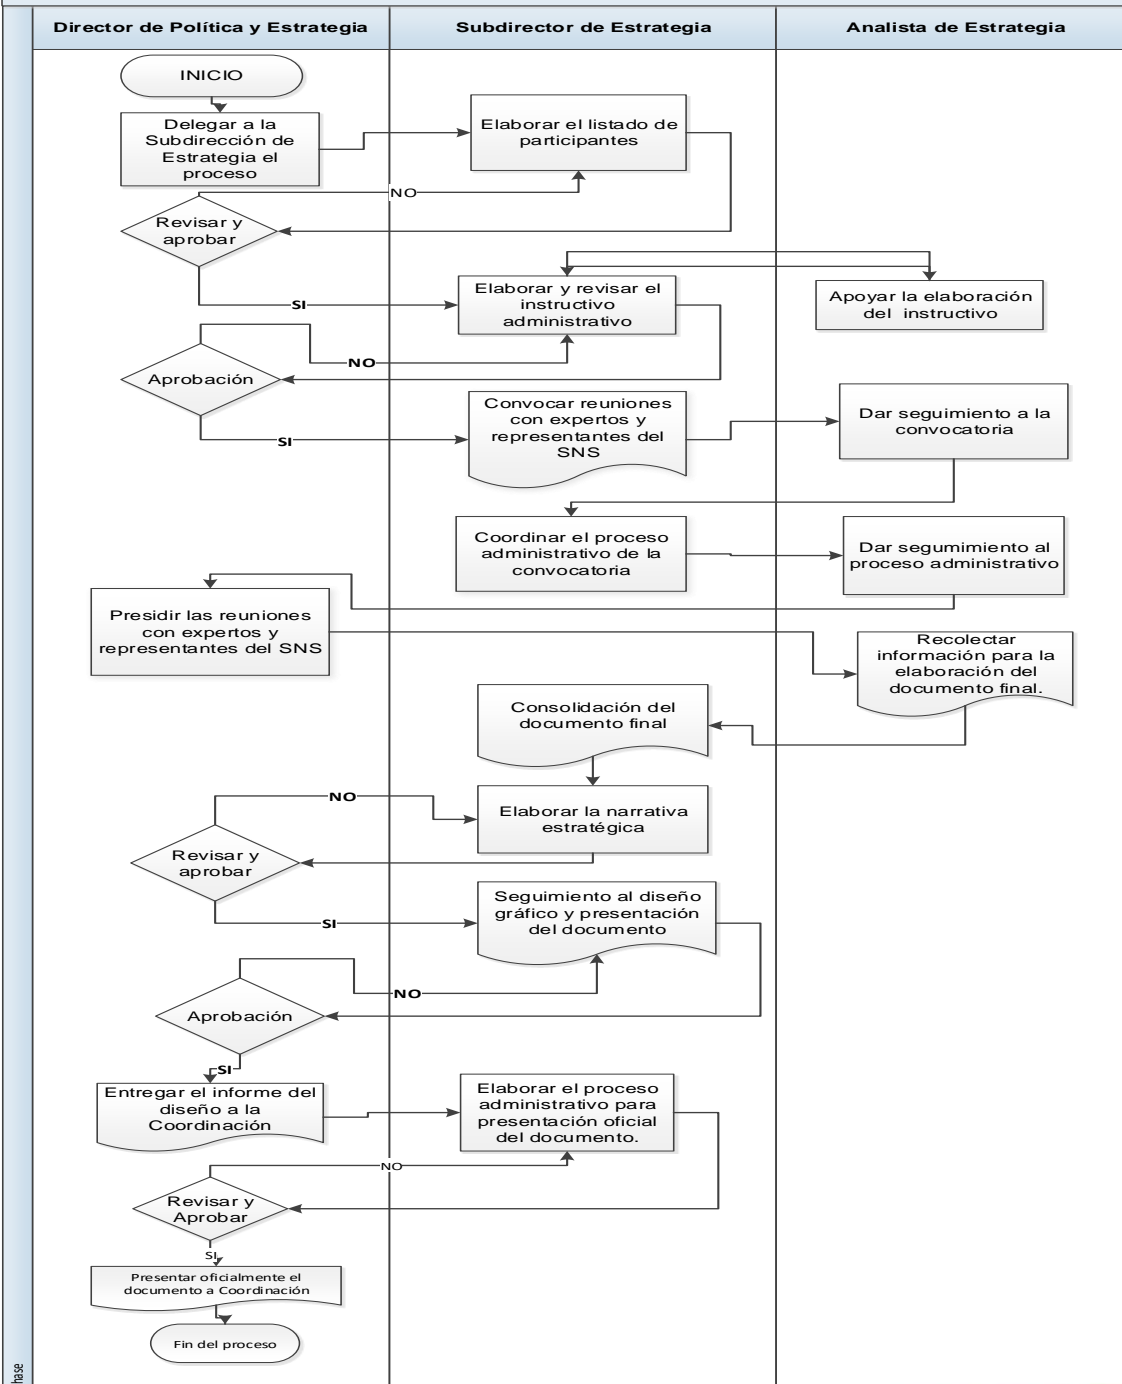 Director de Política y Estrategia
Subdirector de Estrategia
Analista de Estrategia
INICIO
Delegar a la
Subdirección de
Estrategia el
proceso
Elaborar el listado de
participantes
NO
Revisar y
aprobar
SI
Elaborar y revisar el
instructivo
administrativo
Apoyar la elaboración
del instructivo
NO
Aprobación
SI
Convocar reuniones
con expertos y
representantes del
SNS
Dar seguimiento a la
convocatoria
Coordinar el proceso
administrativo de la
convocatoria
Dar segumimiento al
proceso administrativo
Presidir las reuniones
con expertos y
representantes del SNS
Recolectar
información para la
elaboración del
documento final.
Consolidación del
documento final
NO
Elaborar la narrativa
estratégica
Revisar y
aprobar
SI
Seguimiento al diseño
gráfico y presentación
del documento
NO
Aprobación
SI
Entregar el informe del
diseño a la
Coordinación
Elaborar el proceso
administrativo para
presentación oficial
del documento.
NO
Revisar y
Aprobar
SI
Presentar oficialmente el
documento a Coordinación
Fin del proceso
hase